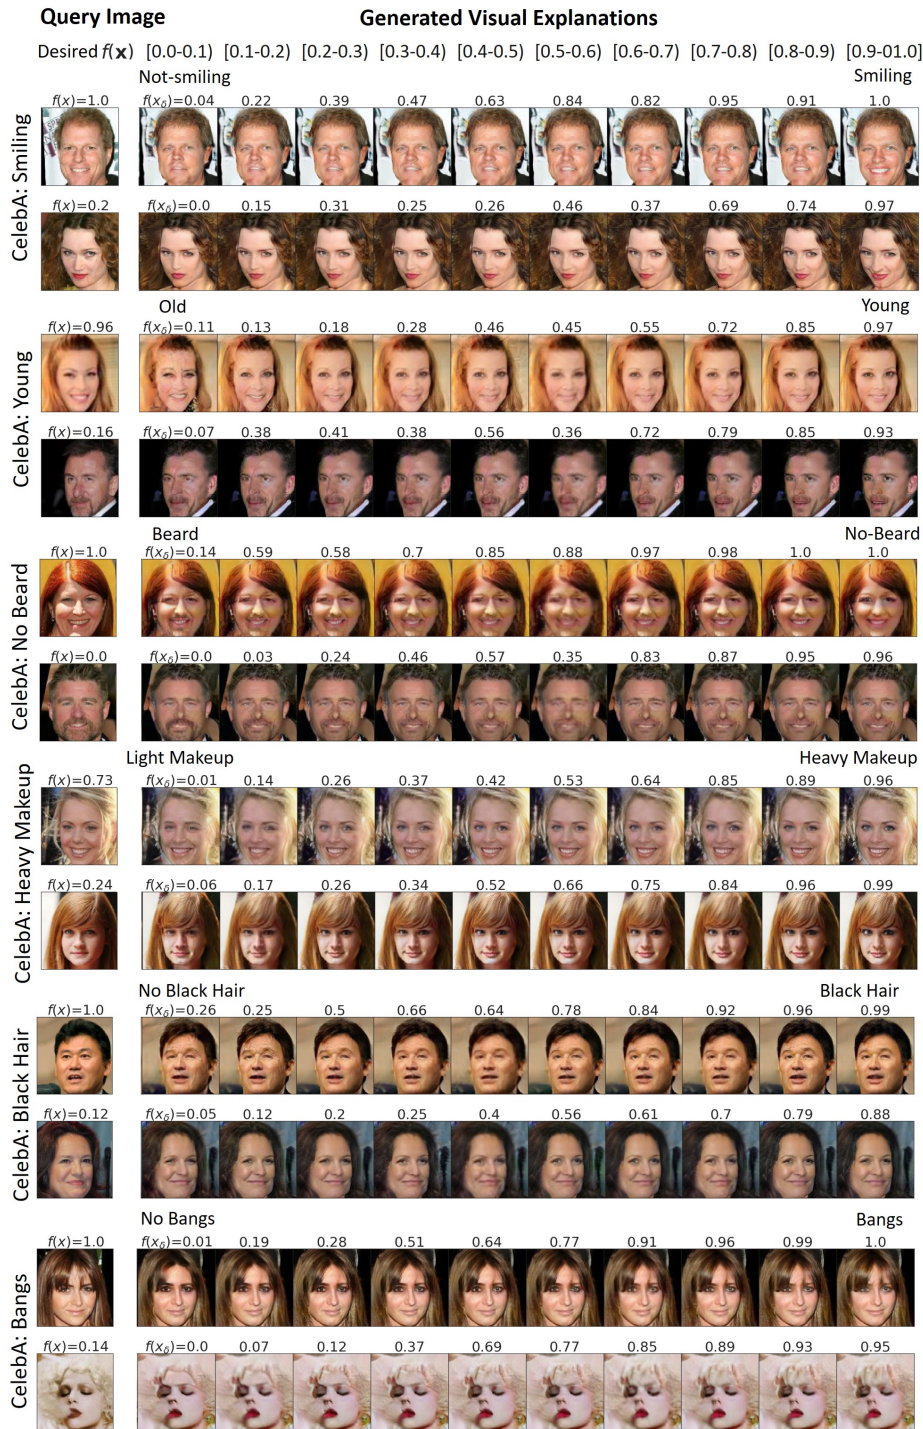 Query Image Generated Visual Explanations
Desired f(x) [0.0-0.1) [0.1-0.2) [0.2-0.3) [0.3-0.4) [0.4-0.5) [0.5-0.6) [0.6-0.7) [0.7-0.8) [0.8-0.9) [0.9-01.0]
CelebA: Smiling
Not-smiling Smiling
f(x)=1.0 f(xδ)=0.04 0.22 0.39 0.47 0.63 0.84 0.82 0.95 0.91 1.0
f(x)=0.2 f(xδ)=0.0 0.15 0.31 0.25 0.26 0.46 0.37 0.69 0.74 0.97
CelebA: Young
Old Young
f(x)=0.96 f(xδ)=0.11 0.13 0.18 0.28 0.46 0.45 0.55 0.72 0.85 0.97
f(x)=0.16 f(xδ)=0.07 0.38 0.41 0.38 0.56 0.36 0.72 0.79 0.85 0.93
CelebA: No Beard
Beard No-Beard
f(x)=1.0 f(xδ)=0.14 0.59 0.58 0.7 0.85 0.88 0.97 0.98 1.0 1.0
f(x)=0.0 f(xδ)=0.0 0.03 0.24 0.46 0.57 0.35 0.83 0.87 0.95 0.96
CelebA: Heavy Makeup
Light Makeup Heavy Makeup
f(x)=0.73 f(xδ)=0.01 0.14 0.26 0.37 0.42 0.53 0.64 0.85 0.89 0.96
f(x)=0.24 f(xδ)=0.06 0.17 0.26 0.34 0.52 0.66 0.75 0.84 0.96 0.99
CelebA: Black Hair
No Black Hair Black Hair
f(x)=1.0 f(xδ)=0.26 0.25 0.5 0.66 0.64 0.78 0.84 0.92 0.96 0.99
f(x)=0.12 f(xδ)=0.05 0.12 0.2 0.25 0.4 0.56 0.61 0.7 0.79 0.88
CelebA: Bangs
No Bangs Bangs
f(x)=1.0 f(xδ)=0.01 0.19 0.28 0.51 0.64 0.77 0.91 0.96 0.99 1.0
f(x)=0.14 f(xδ)=0.0 0.07 0.12 0.37 0.69 0.77 0.85 0.89 0.93 0.95